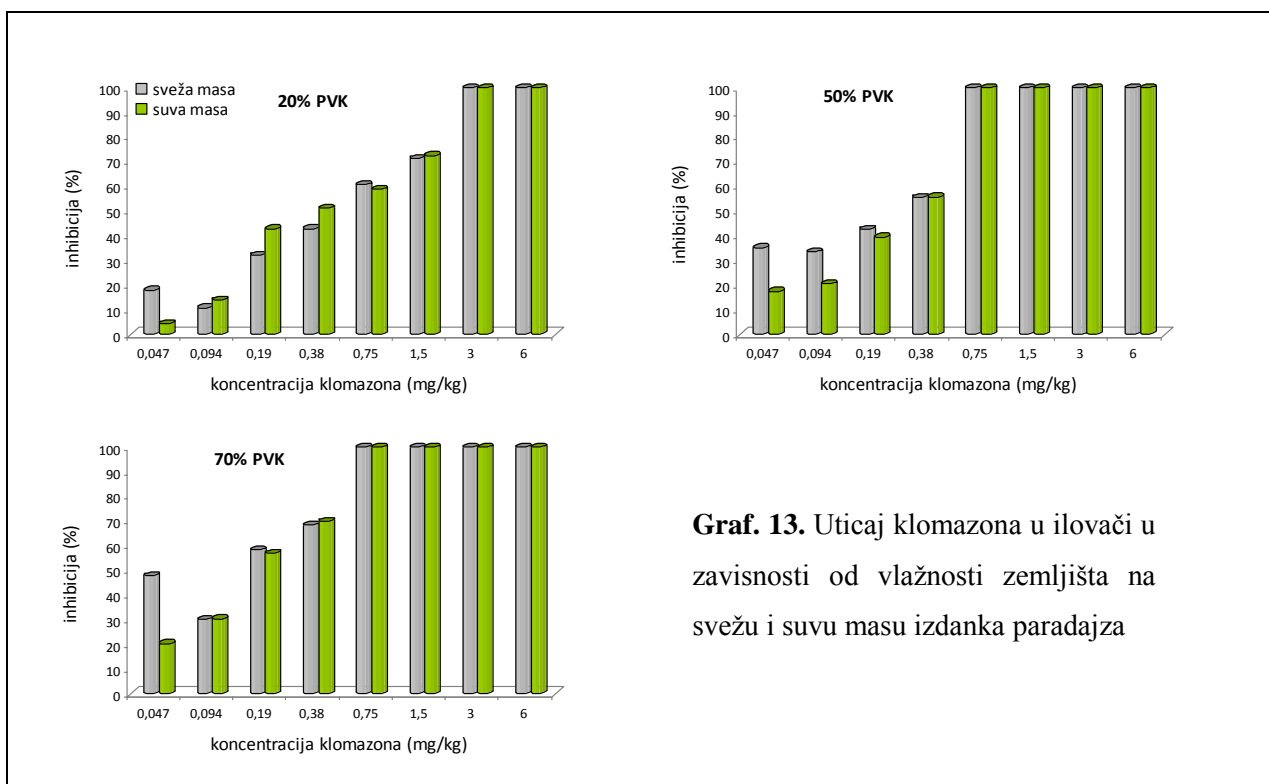 sveža masa
suva masa
20% PVK
100
90
80
70
60
50
40
30
20
10
0
inhibicija (%)
0,047 0,094 0,19 0,38 0,75 1,5 3 6
koncentracija klomazona (mg/kg)
50% PVK
100
90
80
70
60
50
40
30
20
10
0
inhibicija (%)
0,047 0,094 0,19 0,38 0,75 1,5 3 6
koncentracija klomazona (mg/kg)
70% PVK
100
90
80
70
60
50
40
30
20
10
0
inhibicija (%)
0,047 0,094 0,19 0,38 0,75 1,5 3 6
koncentracija klomazona (mg/kg)
Graf. 13. Uticaj klomazona u ilovači u
zavisnosti od vlažnosti zemljišta na
svežu i suvu masu izdanka paradajza